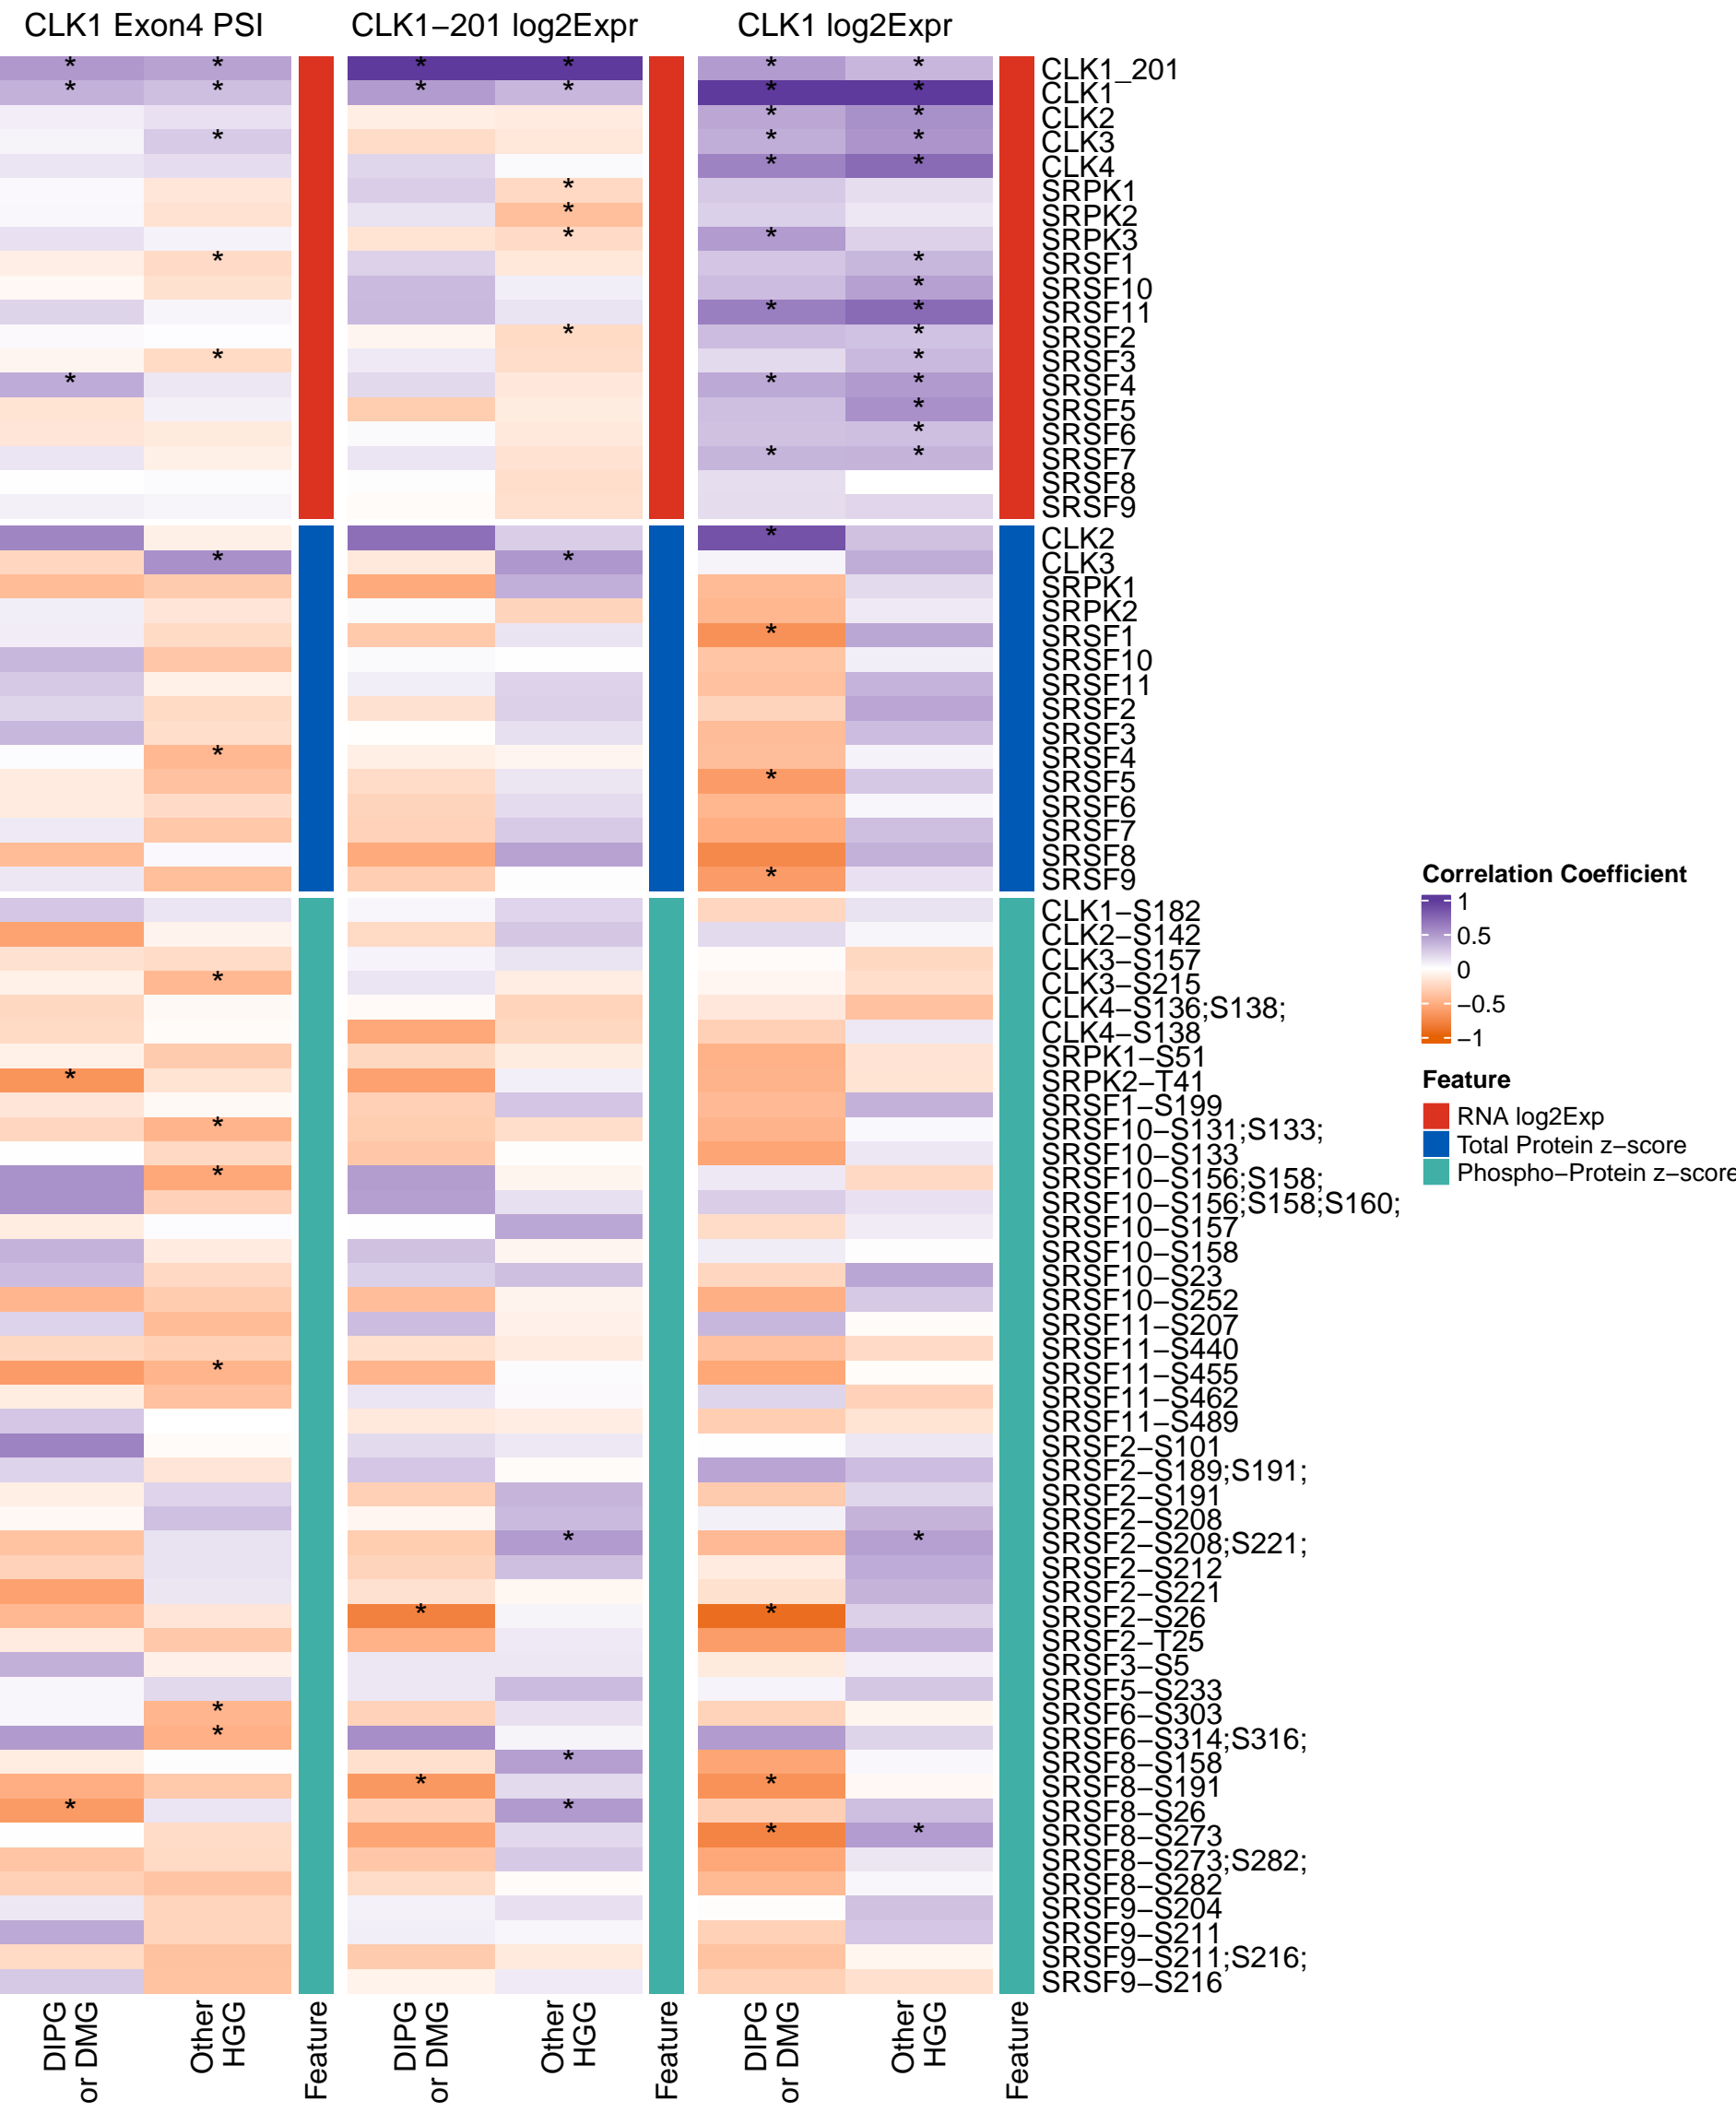 CLK1 Exon4 PSI
CLK1−201 log2Expr
CLK1 log2Expr
* * * * * * CLK1_201
* * * * * * CLK1
* * CLK2
* * * CLK3
* * CLK4
* SRPK1
* SRPK2
* * SRPK3
* * SRSF1
* SRSF10
* * SRSF11
* * SRSF2
* * SRSF3
* * * SRSF4
* SRSF5
* SRSF6
* * SRSF7
SRSF8
SRSF9
* CLK2
* * CLK3
SRPK1
SRPK2
* SRSF1
SRSF10
SRSF11
SRSF2
SRSF3
* SRSF4
* SRSF5
SRSF6
SRSF7
SRSF8
* SRSF9
CLK1−S182
CLK2−S142
CLK3−S157
* CLK3−S215
CLK4−S136;S138;
CLK4−S138
SRPK1−S51
* SRPK2−T41
SRSF1−S199
* SRSF10−S131;S133;
SRSF10−S133
* SRSF10−S156;S158;
SRSF10−S156;S158;S160;
SRSF10−S157
SRSF10−S158
SRSF10−S23
SRSF10−S252
SRSF11−S207
SRSF11−S440
* SRSF11−S455
SRSF11−S462
SRSF11−S489
SRSF2−S101
SRSF2−S189;S191;
SRSF2−S191
SRSF2−S208
* * SRSF2−S208;S221;
SRSF2−S212
SRSF2−S221
* * SRSF2−S26
SRSF2−T25
SRSF3−S5
SRSF5−S233
* SRSF6−S303
* SRSF6−S314;S316;
* SRSF8−S158
* * SRSF8−S191
* * SRSF8−S26
* * SRSF8−S273
SRSF8−S273;S282;
SRSF8−S282
SRSF9−S204
SRSF9−S211
SRSF9−S211;S216;
SRSF9−S216
DIPG
or DMG
Other
HGG
Feature
DIPG
or DMG
Other
HGG
Feature
DIPG
or DMG
Other
HGG
Feature
Correlation Coefficient
1
0.5
0
−0.5
−1
Feature
RNA log2Exp
Total Protein z−score
Phospho−Protein z−score